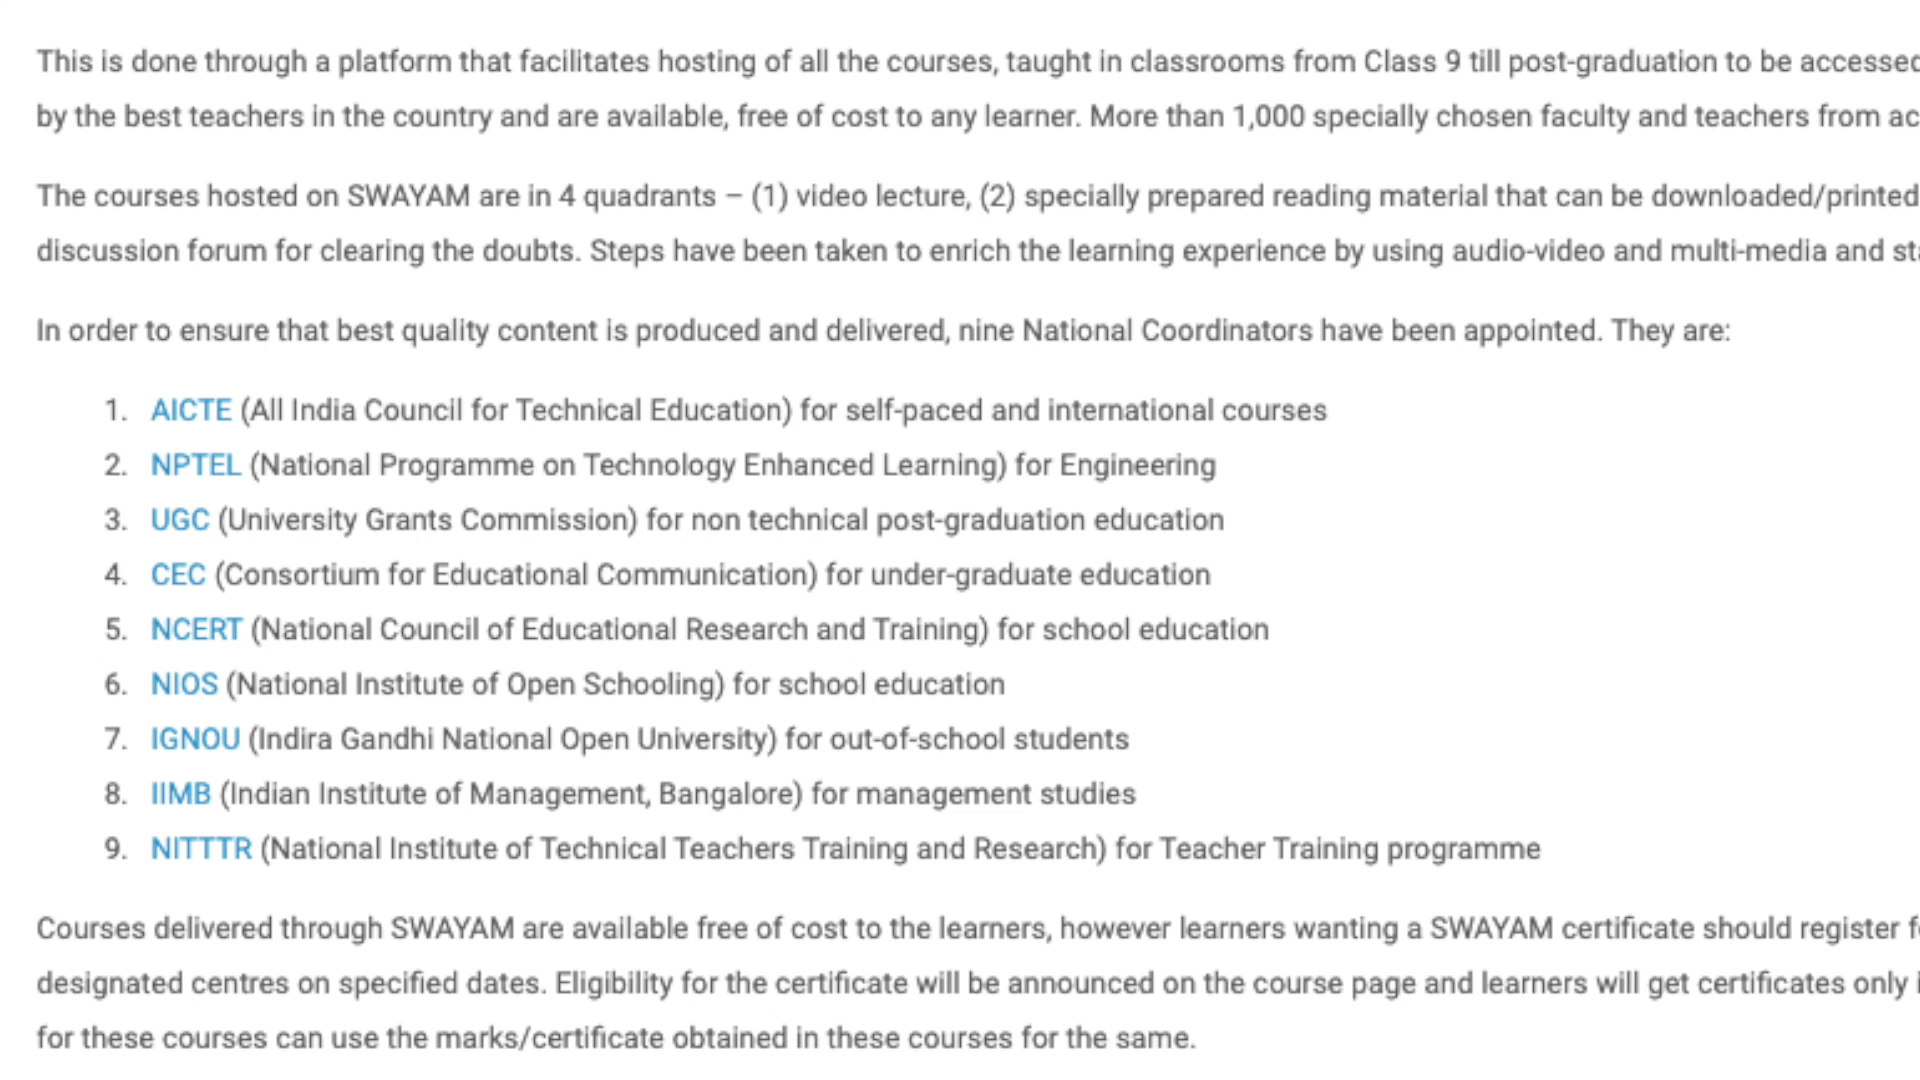 This is done through a platform that facilitates hosting of all the courses, taught in classrooms from Class 9 till post-graduation to be accessed
by the best teachers in the country and are available, free of cost to any learner. More than 1,000 specially chosen faculty and teachers from
The courses hosted on SWAYAM are in 4 quadrants – (1) video lecture, (2) specially prepared reading material that can be downloaded/printed
discussion forum for clearing the doubts. Steps have been taken to enrich the learning experience by using audio-video and multi-media and
In order to ensure that best quality content is produced and delivered, nine National Coordinators have been appointed. They are:
1. AICTE (All India Council for Technical Education) for self-paced and international courses
2. NPTEL (National Programme on Technology Enhanced Learning) for Engineering
3. UGC (University Grants Commission) for non technical post-graduation education
4. CEC (Consortium for Educational Communication) for under-graduate education
5. NCERT (National Council of Educational Research and Training) for school education
6. NIOS (National Institute of Open Schooling) for school education
7. IGNOU (Indira Gandhi National Open University) for out-of-school students
8. IIMB (Indian Institute of Management, Bangalore) for management studies
9. NITTTR (National Institute of Technical Teachers Training and Research) for Teacher Training programme
Courses delivered through SWAYAM are available free of cost to the learners, however learners wanting a SWAYAM certificate should register
designated centres on specified dates. Eligibility for the certificate will be announced on the course page and learners will get certificates only
for these courses can use the marks/certificate obtained in these courses for the same.